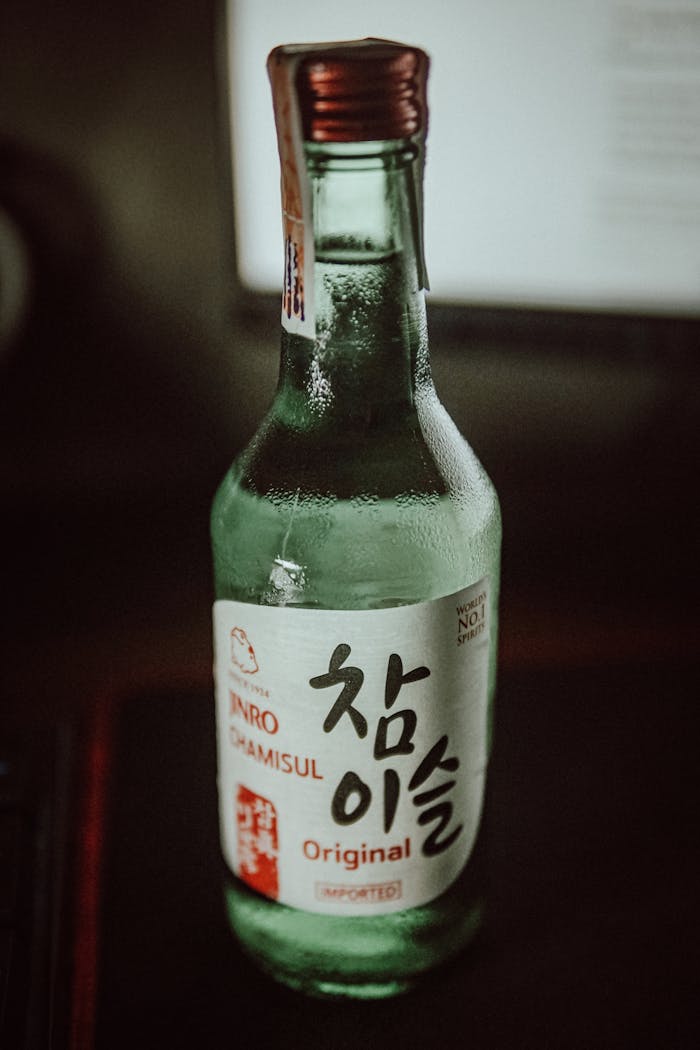 WORLD'S
NO.1
SPIRITS
SINCE 1924
JINRO
CHAMISUL
참
이슬
Original
IMPORTED